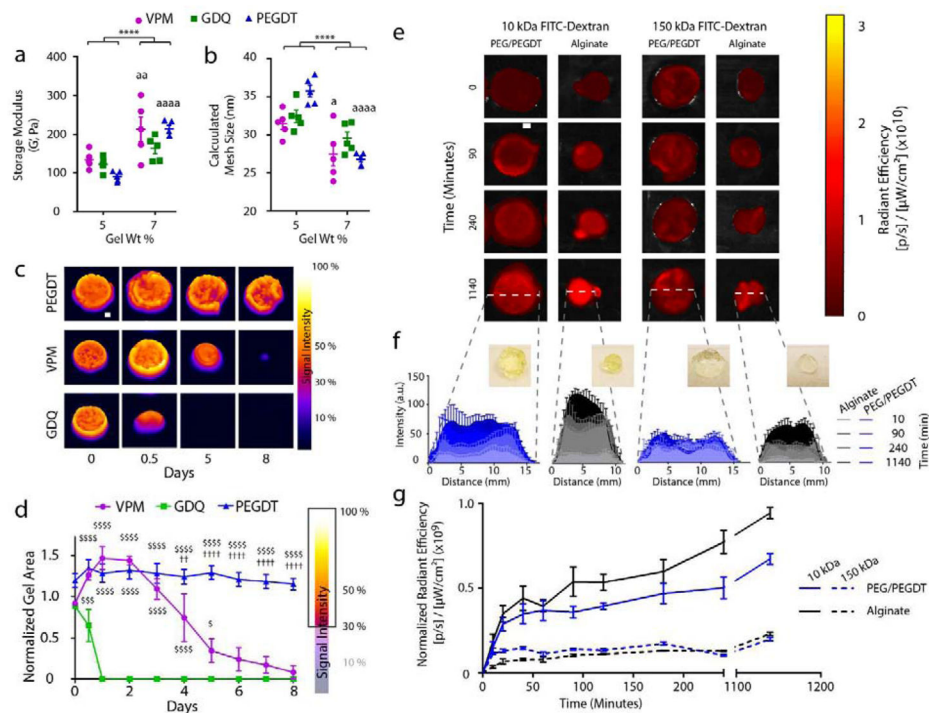 VPM GDQ PEGDT
a
****
aa
aaaa
Storage Modulus
(G', Pa)
400
300
200
100
0
5 7
Gel Wt %
b
****
a
aaaa
Calcuulated
Mesh Size (nm)
40
35
30
25
20
5 7
Gel Wt %
c
PEGDT
VPM
GDQ
0 0.5 5 8
Days
100 %
50 %
30 %
10 %
Signal Intensity
d
VPM GDQ PEGDT
Normalized Gel Area
1.5
1.0
0.5
0
0 2 4 6 8
Days
$$$$ $$$$ $$$$ $$$$ $$$$ $$$$ $$$$ $$$$ $$$$
†† †††† †††† †††† ††††
$$$ $$$$ $$$$ $$$$ $$$$ $
100 %
50 %
30 %
10 %
Signal Intensity
e
10 kDa FITC-Dextran 150 kDa FITC-Dextran
PEG/PEGDT Alginate PEG/PEGDT Alginate
Time (Minutes)
0
90
240
1140
3
2
1
0
Radiant Efficiency
[p/s] / [µW/cm²] (x10¹⁰)
f
Intensity (a.u.)
150
100
50
0
0 5 10 15
Distance (mm)
0 5 10
Distance (mm)
0 5 10 15
Distance (mm)
0 5 10
Distance (mm)
Alginate
PEG/PEGDT
10
90
240
1140
Time (min)
g
Normalized Radiant Efficiency
[p/s] / [µW/cm²] (x10⁹)
1.0
0.5
0
0 50 100 150 200 1100 1200
Time (Minutes)
10 kDa
150 kDa
PEG/PEGDT
Alginate